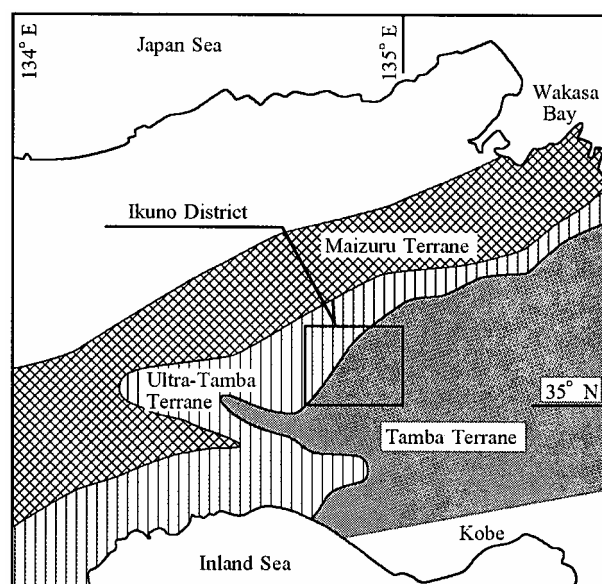 134° E
Japan Sea
135° E
Wakasa
Bay
Ikuno District
Maizuru Terrane
Ultra-Tamba
Terrane
35° N
Tamba Terrane
Kobe
Inland Sea